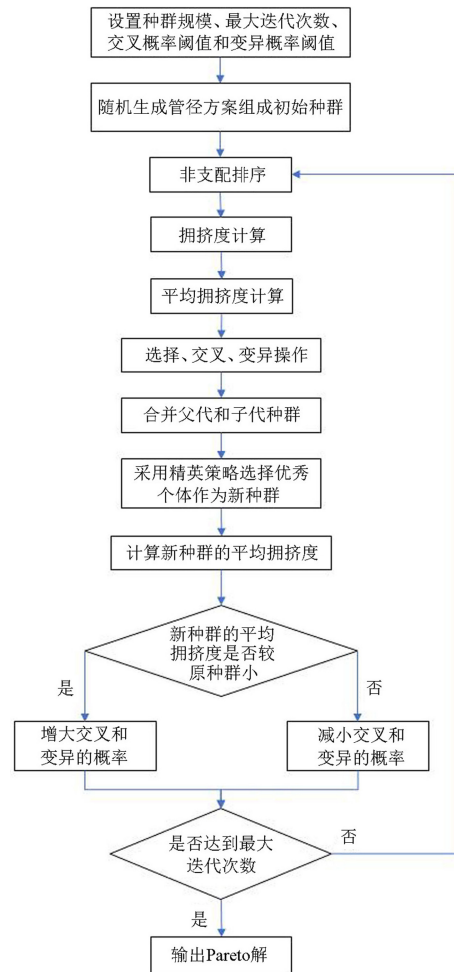 设置种群规模、最大迭代次数、
交叉概率阈值和变异概率阈值
随机生成管径方案组成初始种群
非支配排序
拥挤度计算
平均拥挤度计算
选择、交叉、变异操作
合并父代和子代种群
采用精英策略选择优秀
个体作为新种群
计算新种群的平均拥挤度
新种群的平均
拥挤度是否较
原种群小
是
否
增大交叉和
变异的概率
减小交叉和
变异的概率
是否达到最大
迭代次数
否
是
输出Pareto解